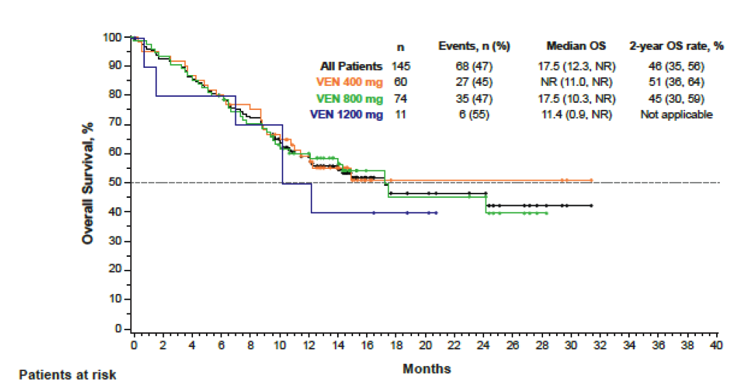 n Events, n (%) Median OS 2-year OS rate, %
All Patients 145 68 (47) 17.5 (12.3, NR) 46 (35, 56)
VEN 400 mg 60 27 (45) NR (11.0, NR) 51 (36, 64)
VEN 800 mg 74 35 (47) 17.5 (10.3, NR) 45 (30, 59)
VEN 1200 mg 11 6 (55) 11.4 (0.9, NR) Not applicable
Overall Survival, %
100
90
80
70
60
50
40
30
20
10
0
0 2 4 6 8 10 12 14 16 18 20 22 24 26 28 30 32 34 36 38 40
Months
Patients at risk